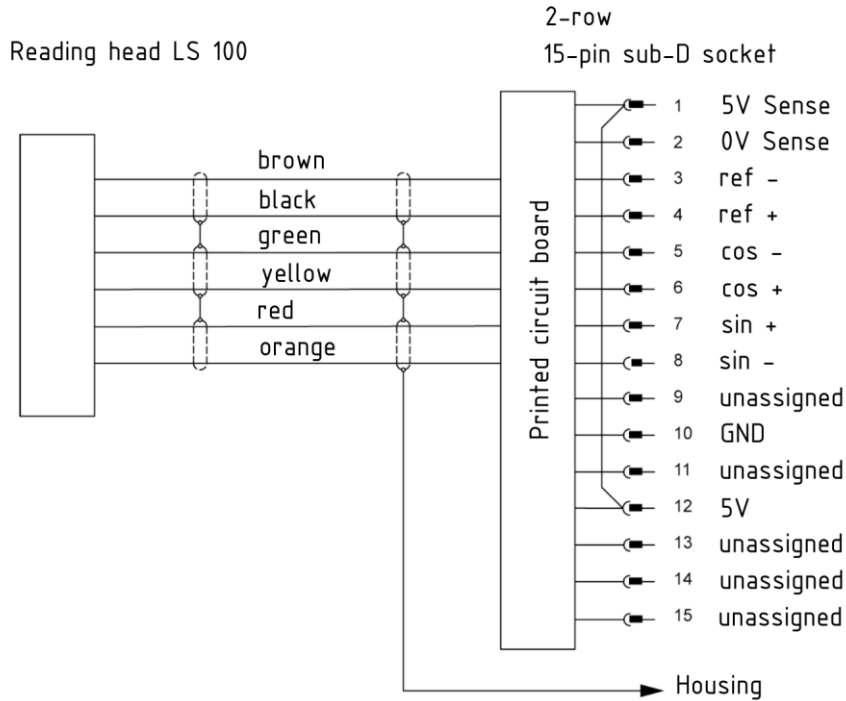 2-row
Reading head LS 100
15-pin sub-D socket
brown
black
green
yellow
red
orange
Printed circuit board
1 5V Sense
2 0V Sense
3 ref -
4 ref +
5 cos -
6 cos +
7 sin +
8 sin -
9 unassigned
10 GND
11 unassigned
12 5V
13 unassigned
14 unassigned
15 unassigned
Housing